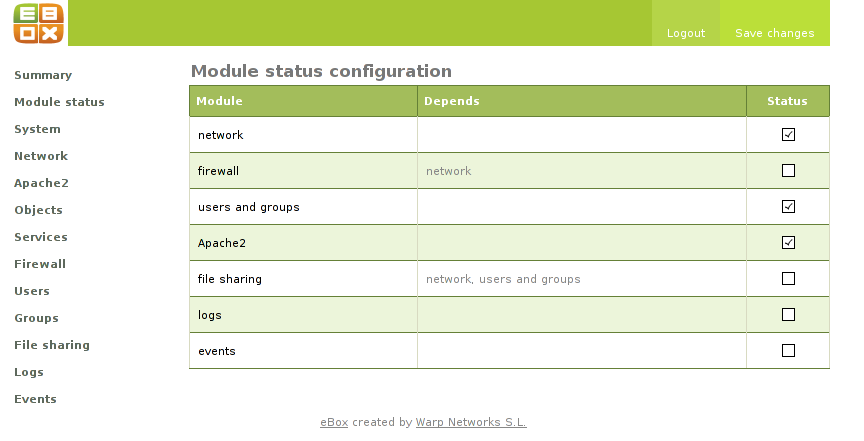 EBOX
Logout Save changes
Summary
Module status
System
Network
Apache2
Objects
Services
Firewall
Users
Groups
File sharing
Logs
Events
Module status configuration
Module Depends Status
network
firewall network
users and groups
Apache2
file sharing network, users and groups
logs
events
eBox created by Warp Networks S.L.